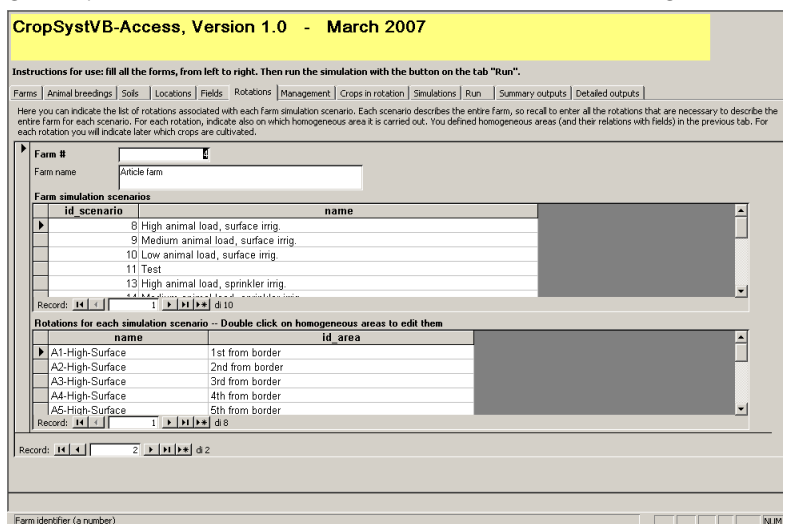 CropSystVB-Access, Version 1.0 - March 2007
Instructions for use: fill all the forms, from left to right. Then run the simulation with the button on the tab "Run".
Farms Animal breedings Soils Locations Fields Rotations Management Crops in rotation Simulations Run Summary outputs Detailed outputs
Here you can indicate the list of rotations associated with each farm simulation scenario. Each scenario describes the entire farm, so recall to enter all the rotations that are necessary to describe the
entire farm for each scenario. For each rotation, indicate also on which homogeneous area it is carried out. You defined homogeneous areas (and their relations with fields) in the previous tab. For
each rotation you will indicate later which crops are cultivated.
Farm # 4
Farm name Article farm
Farm simulation scenarios
id_scenario name
8 High animal load, surface irrig.
9 Medium animal load, surface irrig.
10 Low animal load, surface irrig.
11 Test
13 High animal load, sprinkler irrig.
14 Medium animal load, sprinkler irrig.
Record: 1 di 10
Rotations for each simulation scenario -- Double click on homogeneous areas to edit them
name id_area
A1-High-Surface 1st from border
A2-High-Surface 2nd from border
A3-High-Surface 3rd from border
A4-High-Surface 4th from border
A5-High-Surface 5th from border
Record: 1 di 8
Record: 2 di 2
Farm identifier (a number) NUM